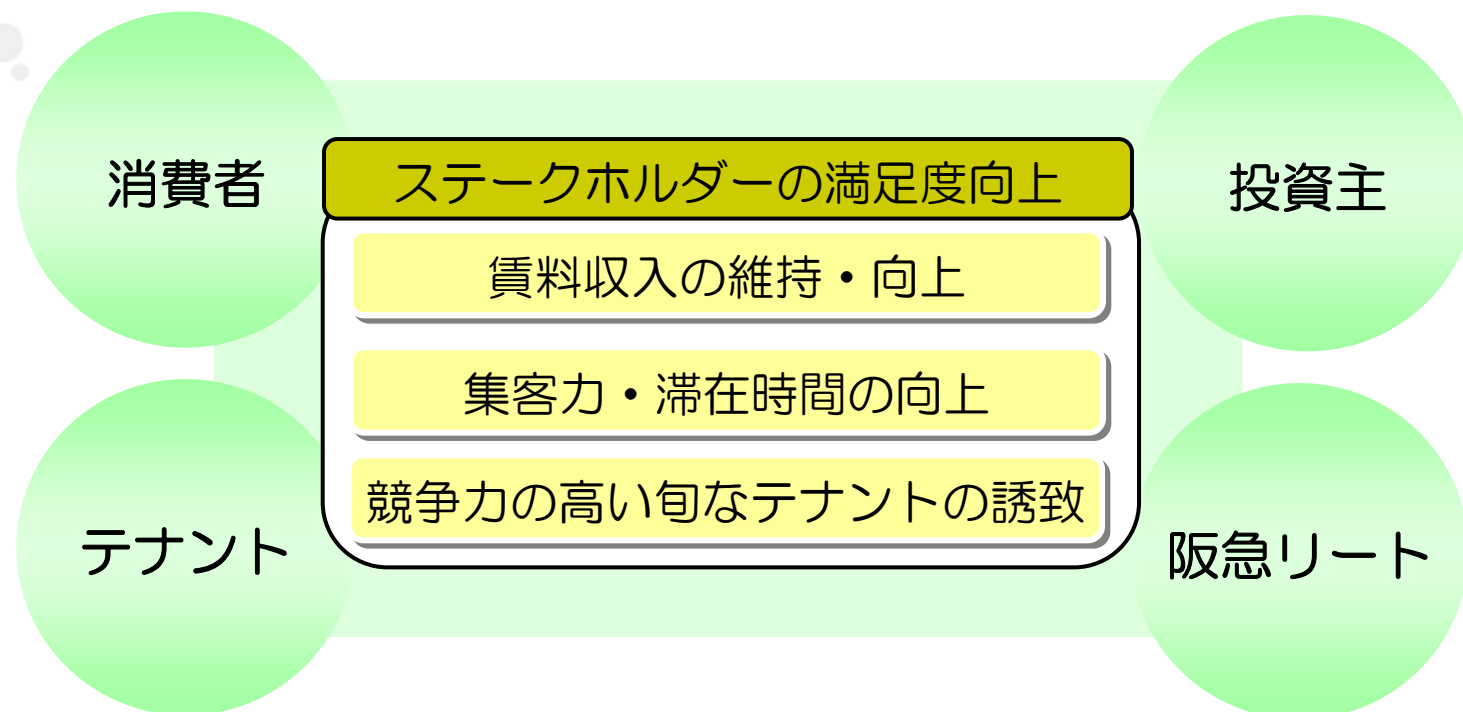 消費者
ステークホルダーの満足度向上
投資主
賃料収入の維持・向上
集客力・滞在時間の向上
競争力の高い旬なテナントの誘致
テナント
阪急リート